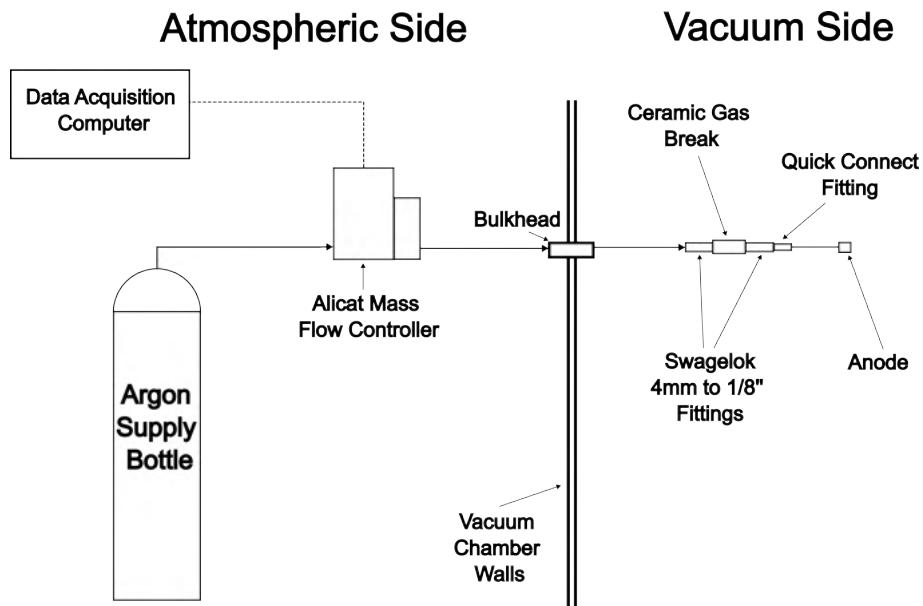 Atmospheric Side
Vacuum Side
Data Acquisition
Computer
Ceramic Gas
Break
Quick Connect
Fitting
Bulkhead
Alicat Mass
Flow Controller
Swagelok
4mm to 1/8"
Fittings
Anode
Argon
Supply
Bottle
Vacuum
Chamber
Walls